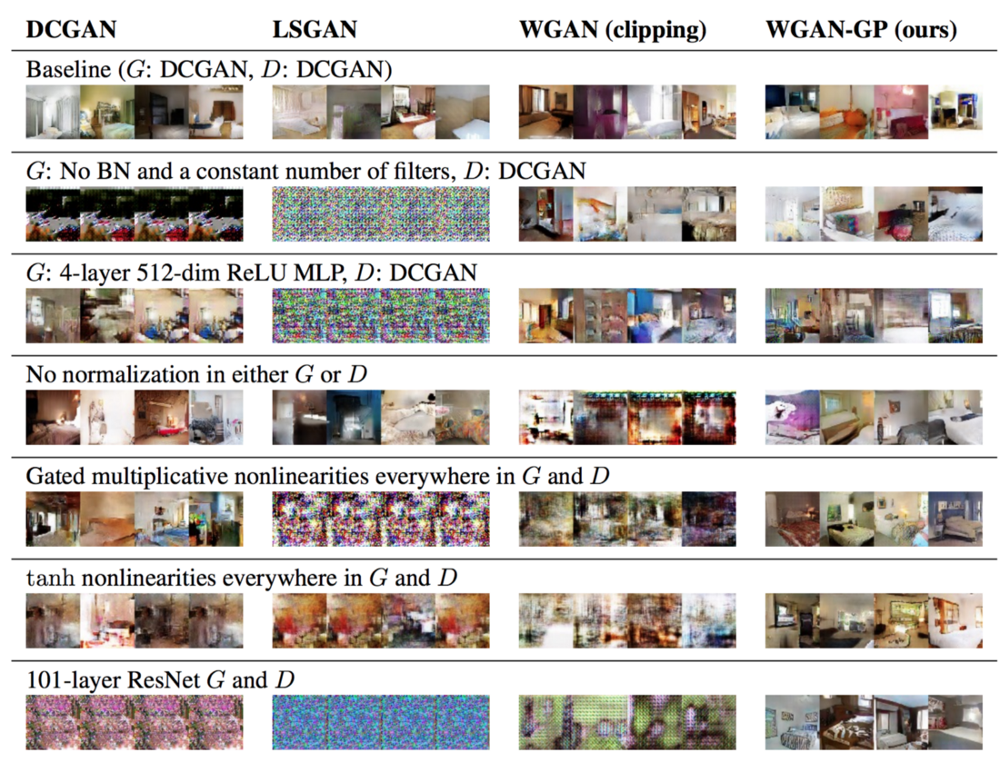 DCGAN LSGAN WGAN (clipping) WGAN-GP (ours)
Baseline (G: DCGAN, D: DCGAN)
G: No BN and a constant number of filters, D: DCGAN
G: 4-layer 512-dim ReLU MLP, D: DCGAN
No normalization in either G or D
Gated multiplicative nonlinearities everywhere in G and D
tanh nonlinearities everywhere in G and D
101-layer ResNet G and D